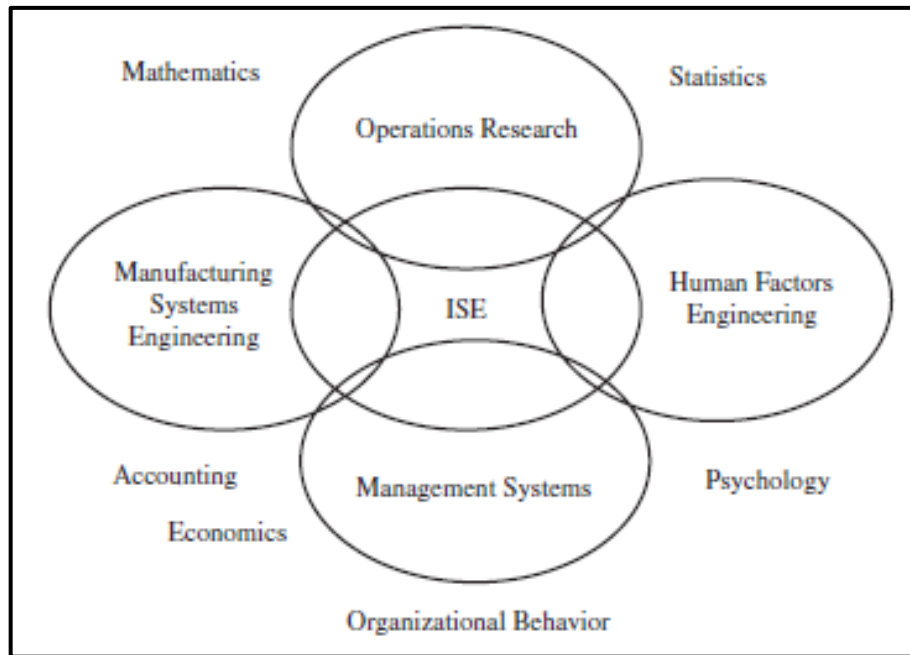 Mathematics
Statistics
Operations Research
Manufacturing
Systems
Engineering
ISE
Human Factors
Engineering
Accounting
Economics
Management Systems
Psychology
Organizational Behavior